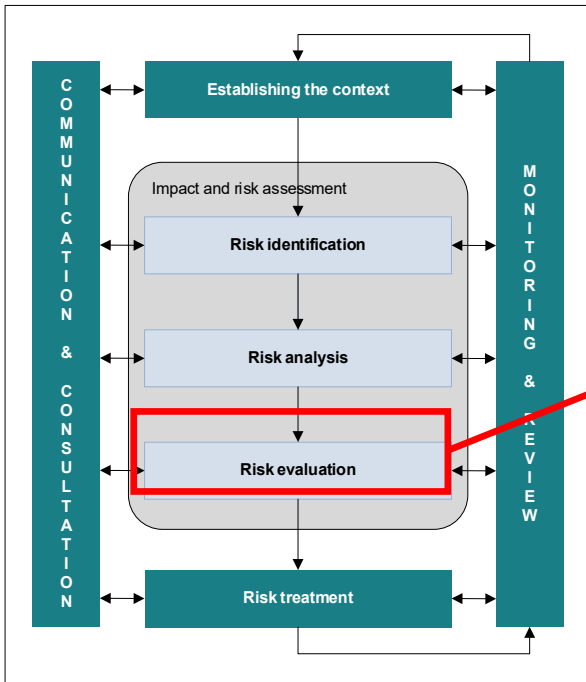 Establishing the context
COMMUNICATION & CONSULTATION
MONITORING & REVIEW
Impact and risk assessment
Risk identification
Risk analysis
Risk evaluation
Risk treatment